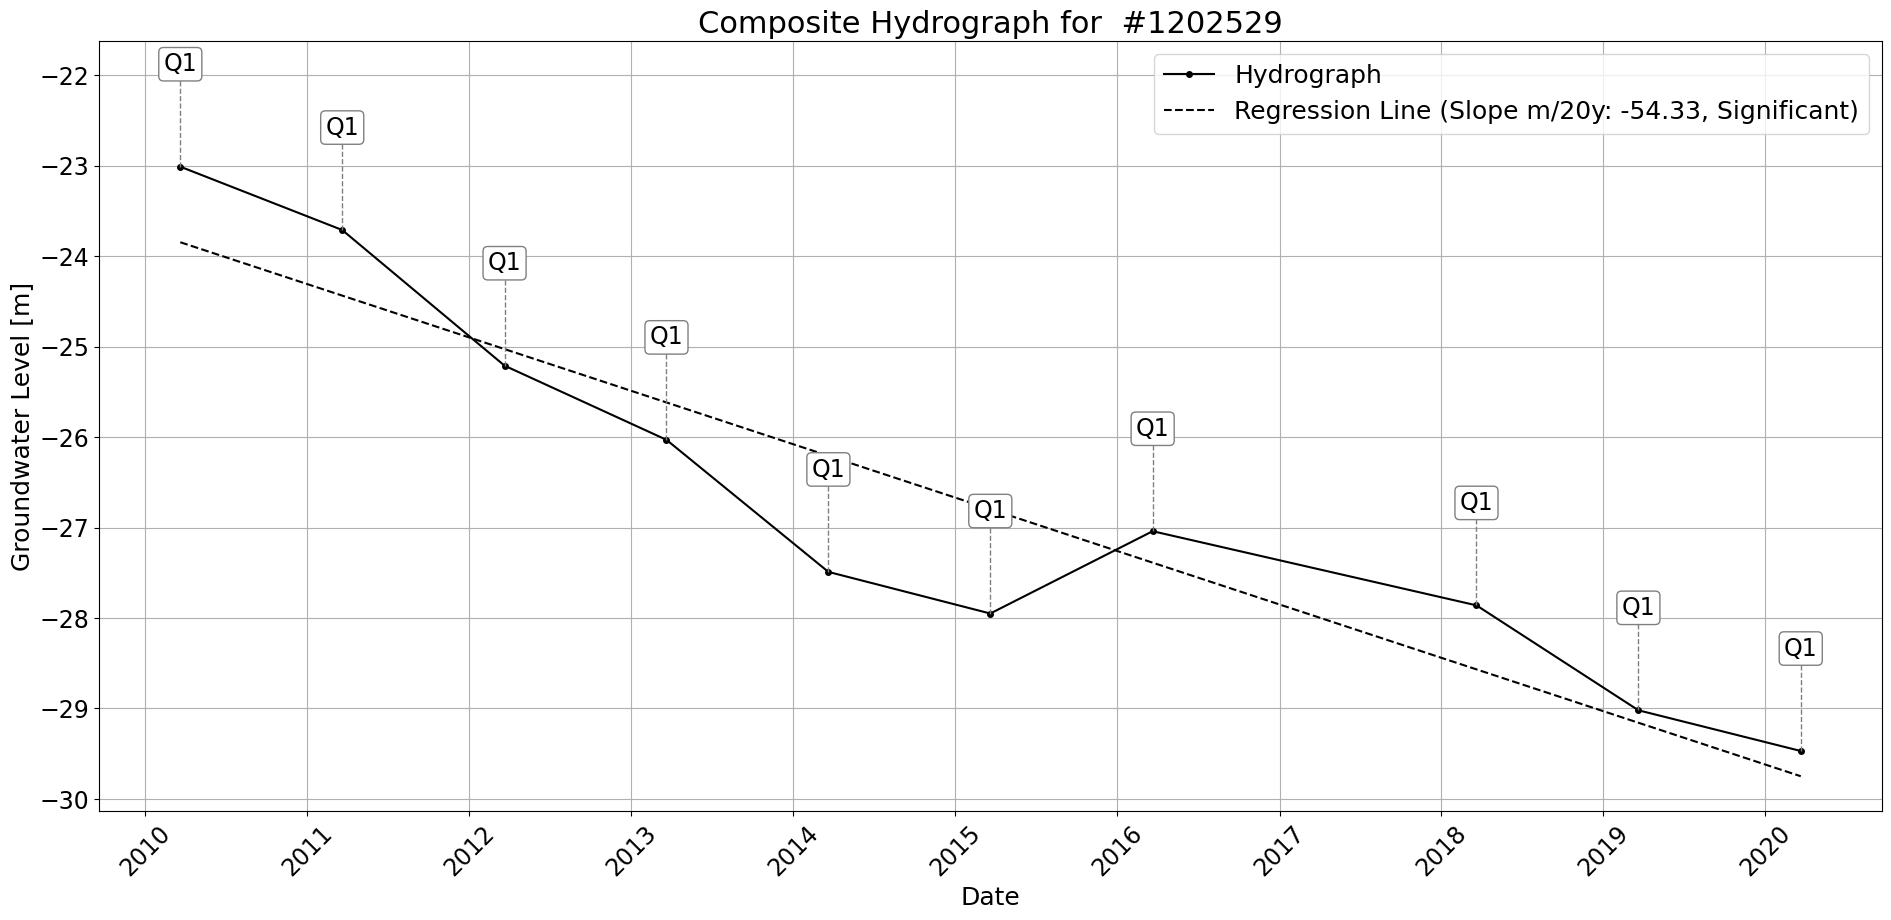 Composite Hydrograph for  #1202529
Hydrograph
Regression Line (Slope m/20y: -54.33, Significant)
Groundwater Level [m]
−22
−23
−24
−25
−26
−27
−28
−29
−30
Q1
Q1
Q1
Q1
Q1
Q1
Q1
Q1
Q1
Q1
2010
2011
2012
2013
2014
2015
2016
2017
2018
2019
2020
Date